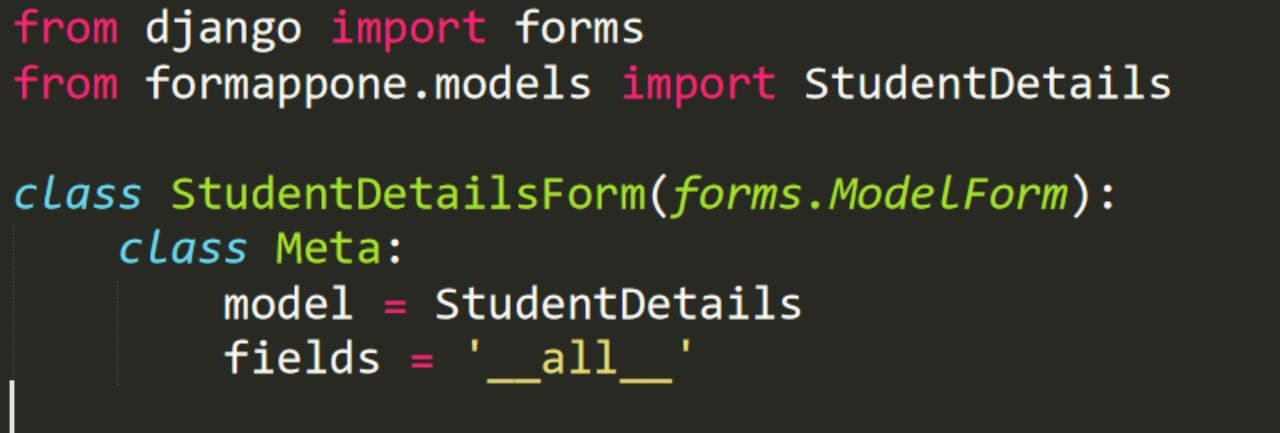 from django import forms
from formappone.models import StudentDetails
class StudentDetailsForm(forms.ModelForm):
    class Meta:
        model = StudentDetails
        fields = '__all__'